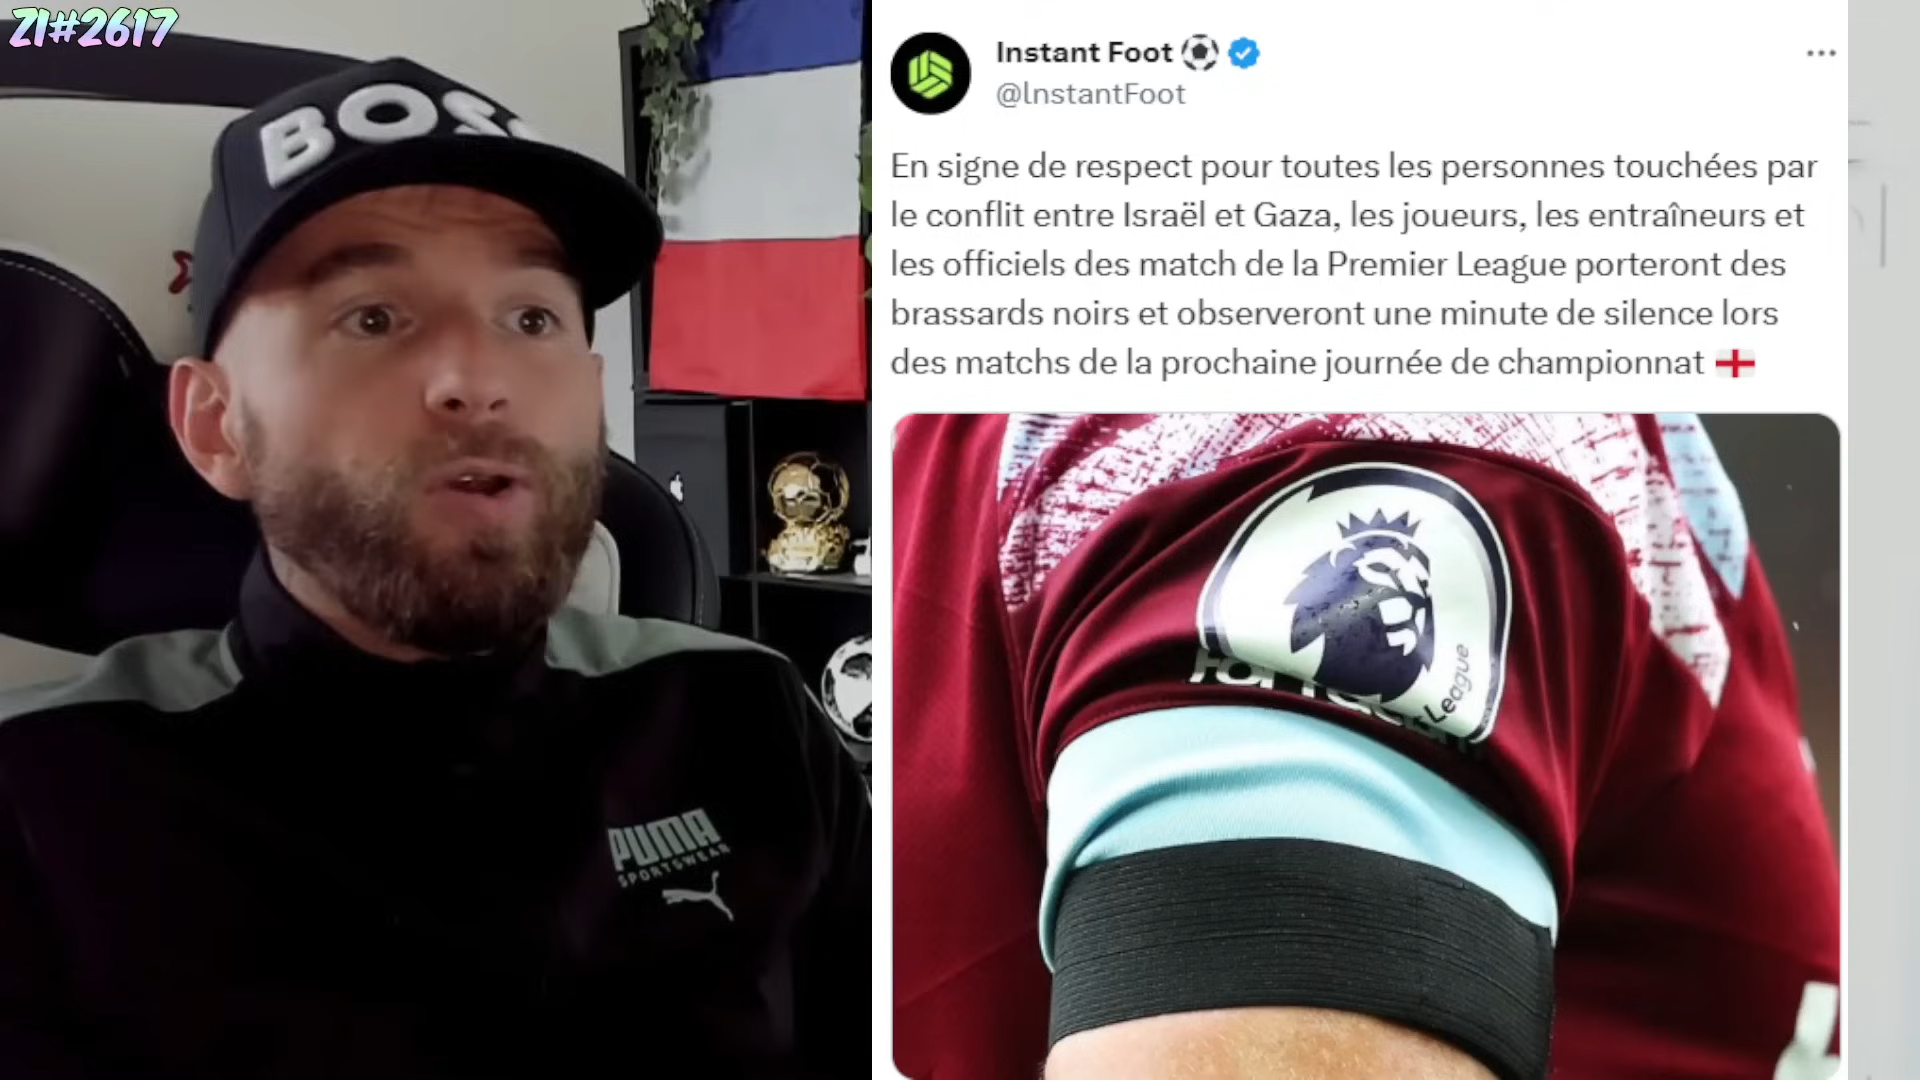 ZI#2617
BOSS
PUMA
SPORTSWEAR
Instant Foot
@lnstantFoot
En signe de respect pour toutes les personnes touchées par
le conflit entre Israël et Gaza, les joueurs, les entraîneurs et
les officiels des match de la Premier League porteront des
brassards noirs et observeront une minute de silence lors
des matchs de la prochaine journée de championnat
League